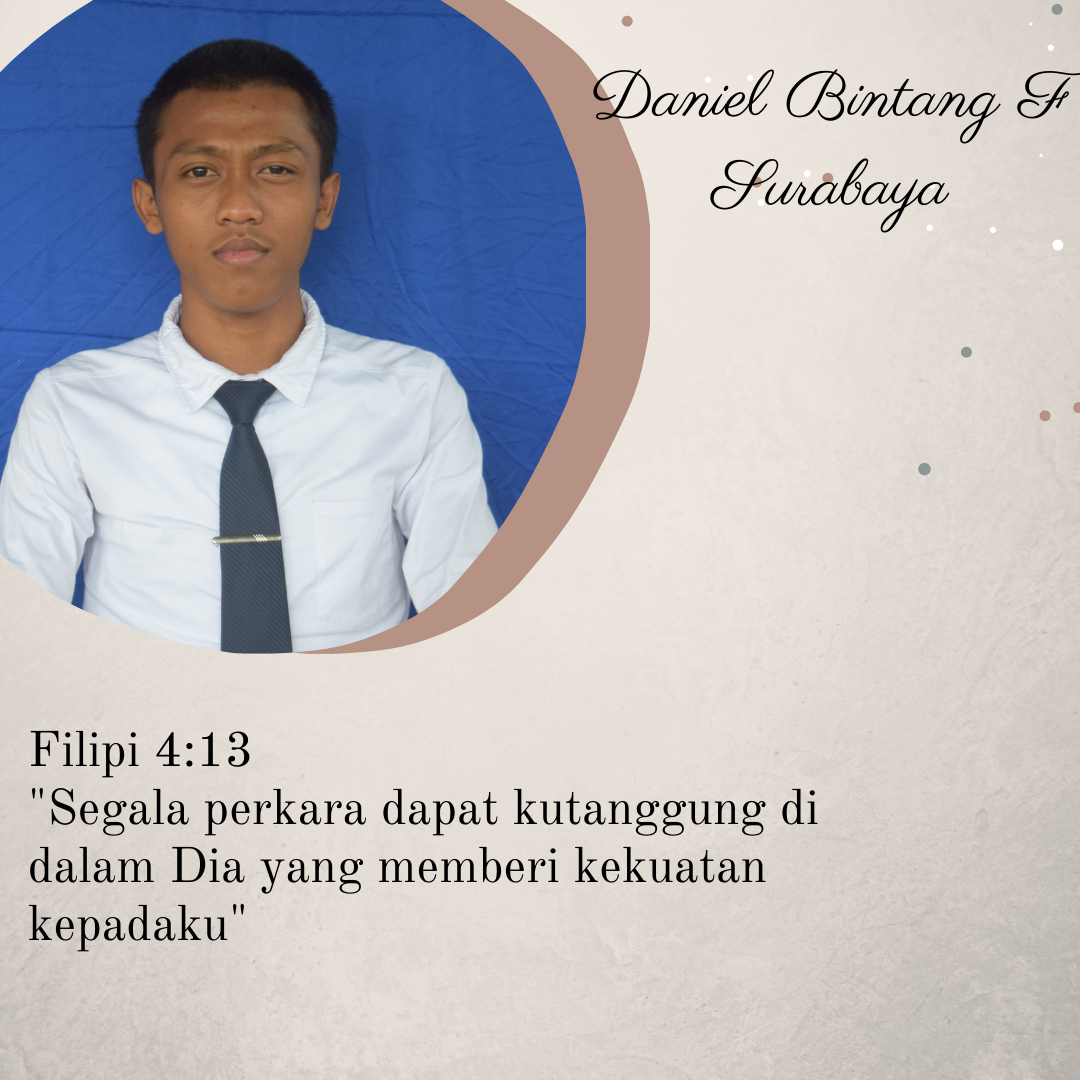 Daniel Bintang F
Surabaya
Filipi 4:13
"Segala perkara dapat kutanggung di
dalam Dia yang memberi kekuatan
kepadaku"